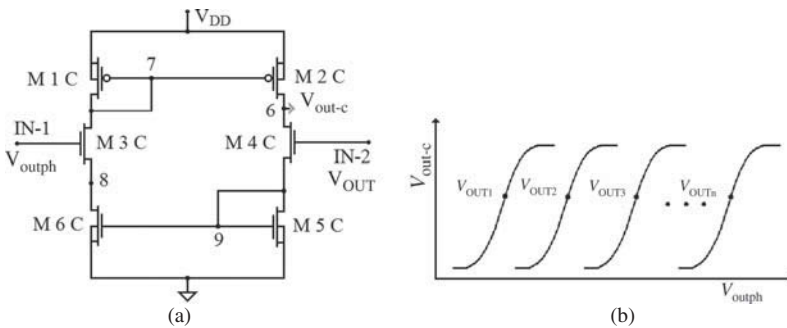 V_DD
7
M 1 C
M 2 C
6
V_out-c
IN-1
M 3 C
M 4 C
V_outph
IN-2
V_OUT
8
M 6 C
9
M 5 C
(a)
V_out-c
V_OUT1
V_OUT2
V_OUT3
• • •
V_OUTn
V_outph
(b)